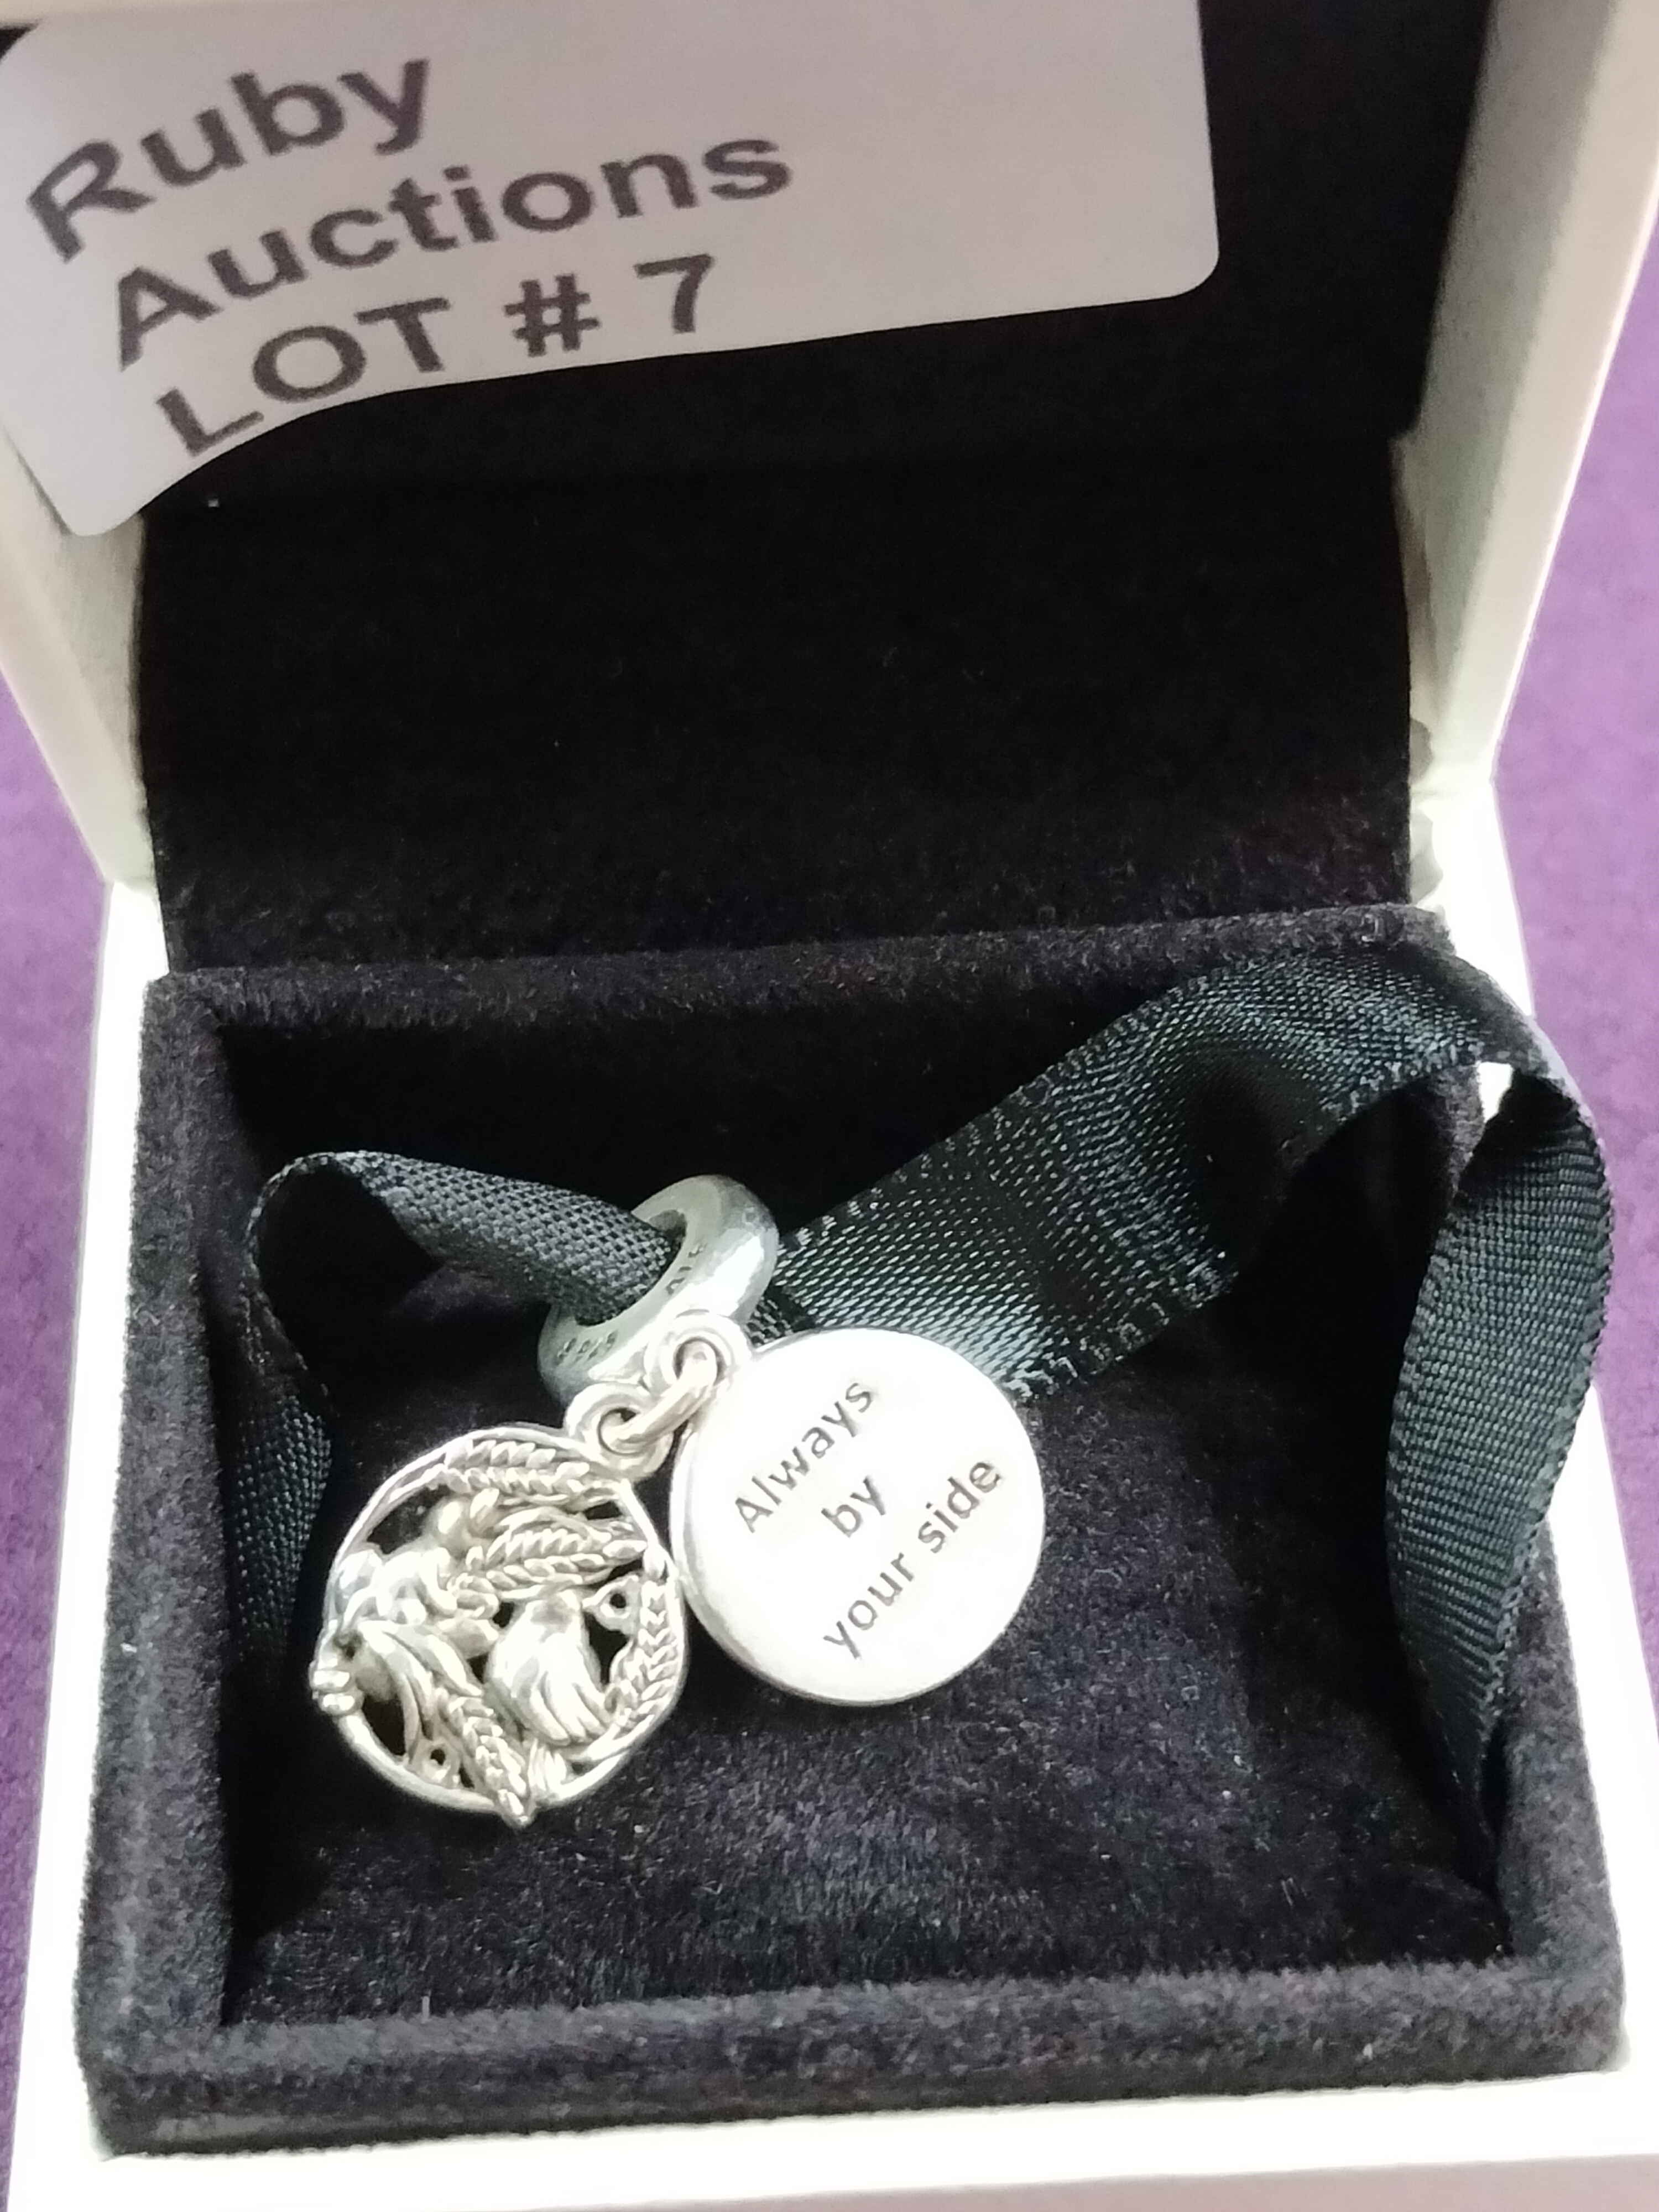 Ruby
Auctions
LOT # 7
Always
by
your side